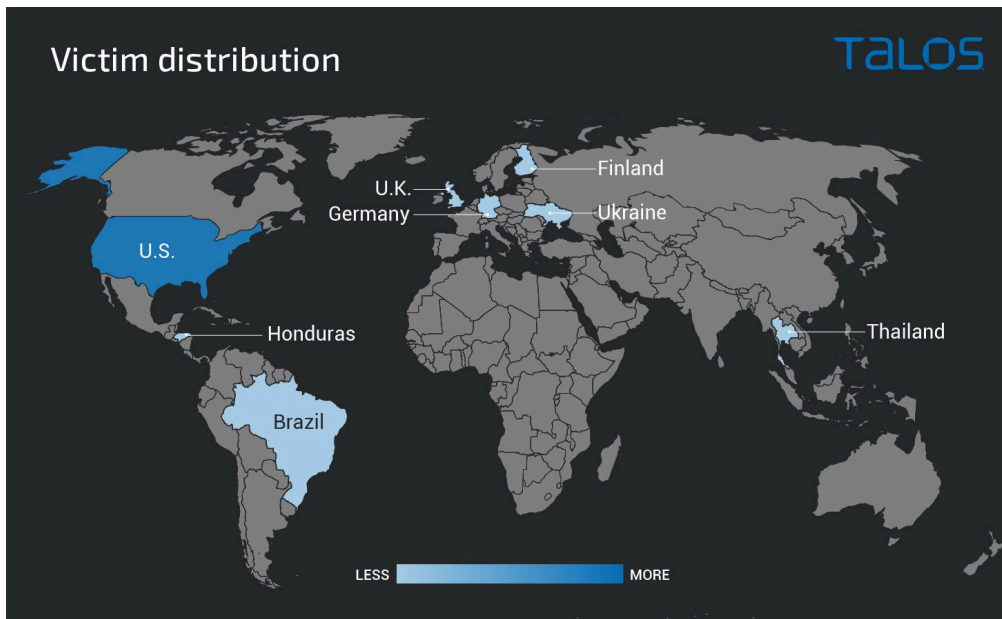 Victim distribution
TALOS
Finland
U.K.
Germany
Ukraine
U.S.
Honduras
Thailand
Brazil
LESS
MORE